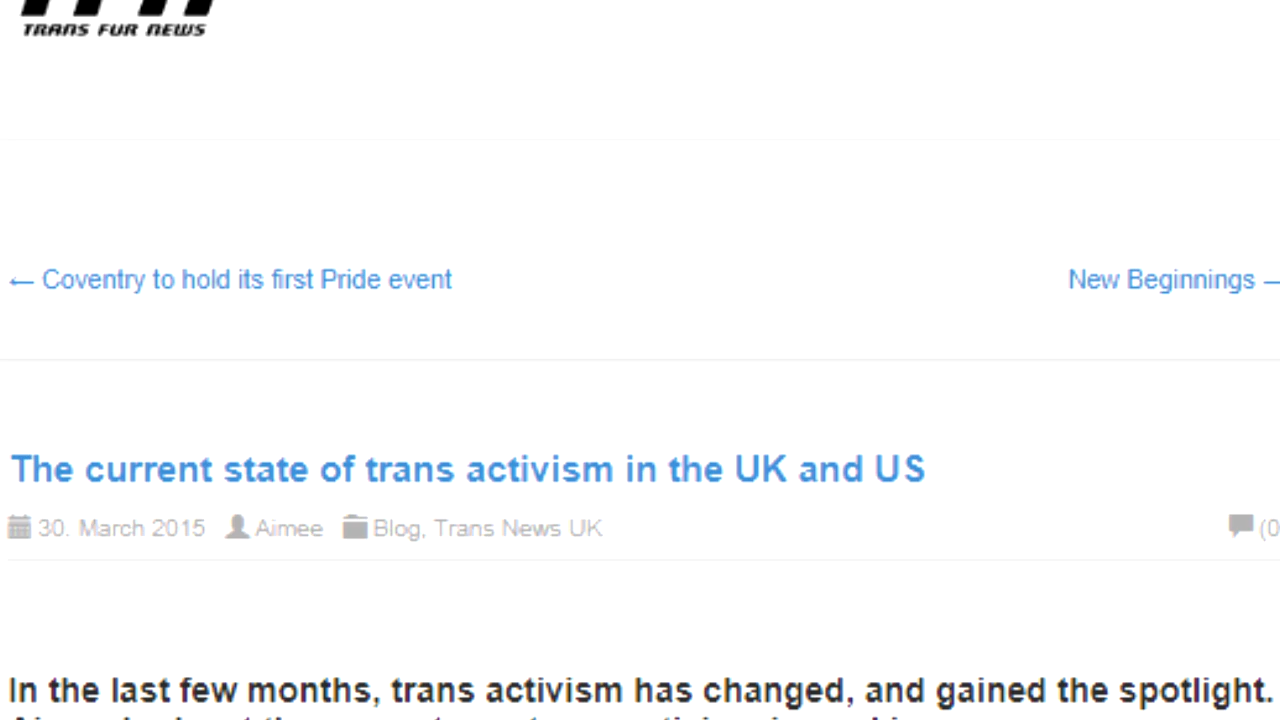 TRANS FUR NEWS
← Coventry to hold its first Pride event
New Beginnings
The current state of trans activism in the UK and US
30. March 2015 Aimee Blog, Trans News UK (0
In the last few months, trans activism has changed, and gained the spotlight.